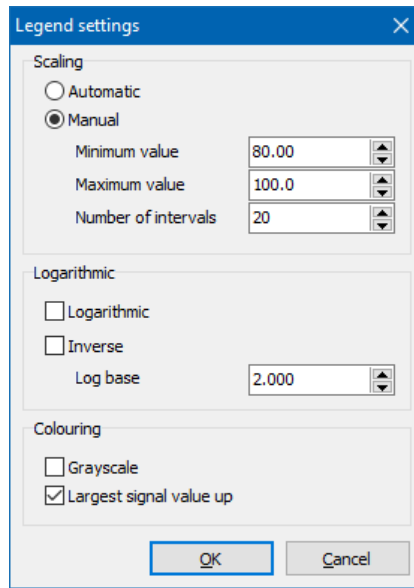 Legend settings
Scaling
Automatic
Manual
Minimum value 80.00
Maximum value 100.0
Number of intervals 20
Logarithmic
Logarithmic
Inverse
Log base 2.000
Colouring
Grayscale
Largest signal value up
OK Cancel